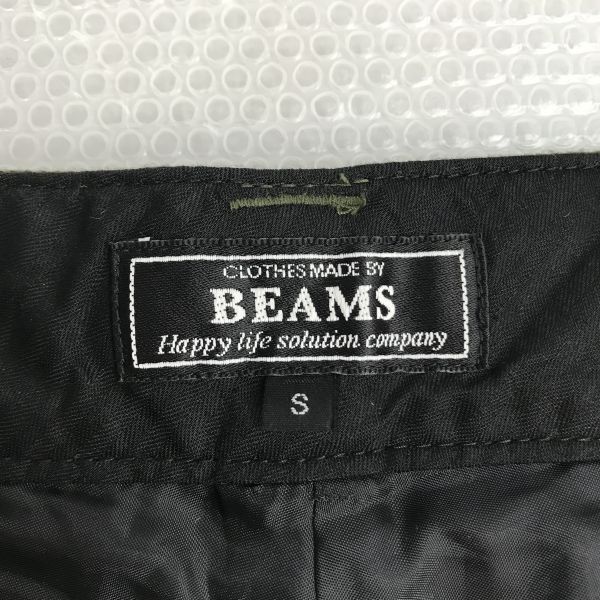 CLOTHES MADE BY
BEAMS
Happy life solution company
S